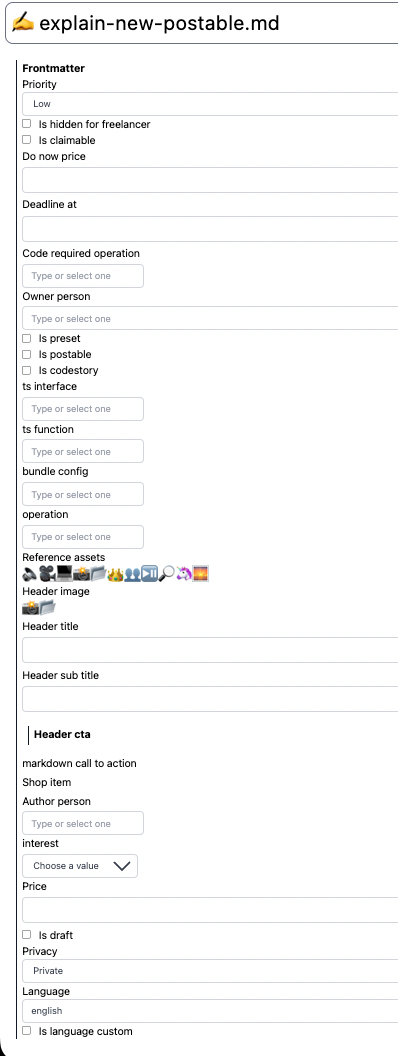 explain-new-postable.md
Frontmatter
Priority
Low
Is hidden for freelancer
Is claimable
Do now price
Deadline at
Code required operation
Type or select one
Owner person
Type or select one
Is preset
Is postable
Is codestory
ts interface
Type or select one
ts function
Type or select one
bundle config
Type or select one
operation
Type or select one
Reference assets
Header image
Header title
Header sub title
Header cta
markdown call to action
Shop item
Author person
Type or select one
interest
Choose a value
Price
Is draft
Privacy
Private
Language
english
Is language custom